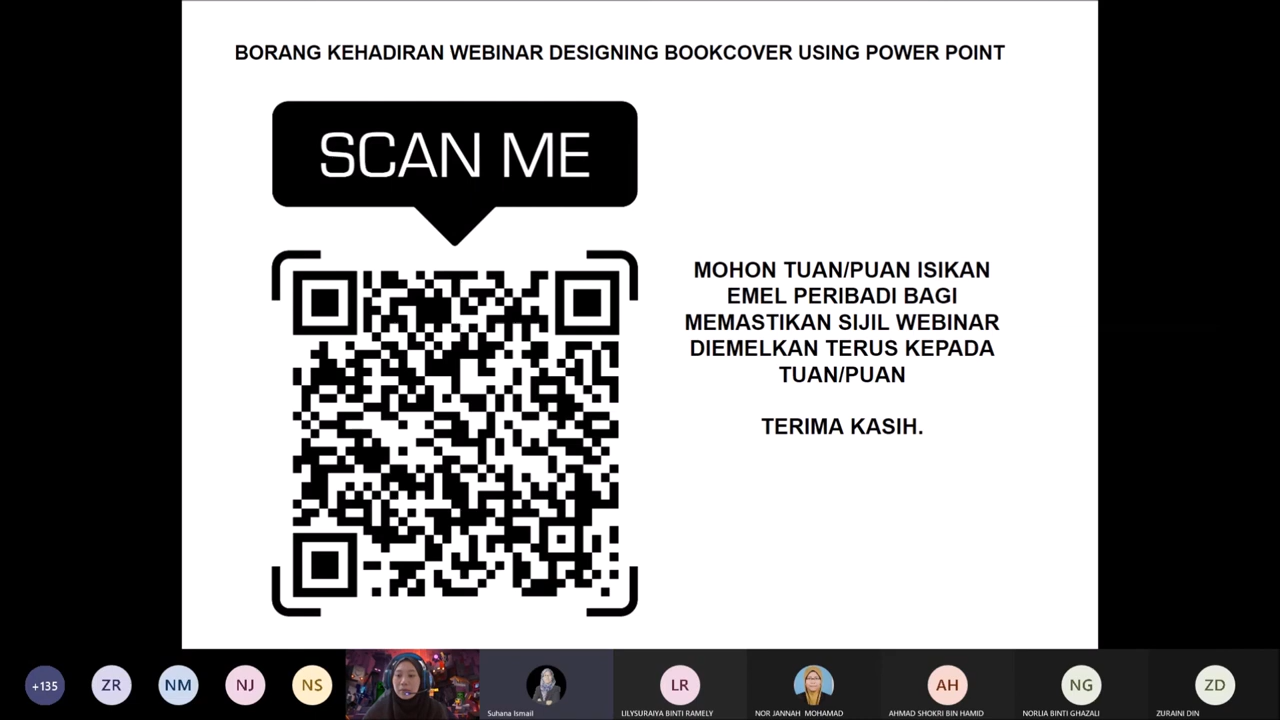 BORANG KEHADIRAN WEBINAR DESIGNING BOOKCOVER USING POWER POINT
SCAN ME
MOHON TUAN/PUAN ISIKAN
EMEL PERIBADI BAGI
MEMASTIKAN SIJIL WEBINAR
DIEMELKAN TERUS KEPADA
TUAN/PUAN
TERIMA KASIH.
+135
ZR
NM
NJ
NS
Suhana Ismail
LR
LILYSURAIYA BINTI RAMELY
NOR JANNAH MOHAMAD
AH
AHMAD SHOKRI BIN HAMID
NG
NORLIA BINTI GHAZALI
ZD
ZURAINI DIN